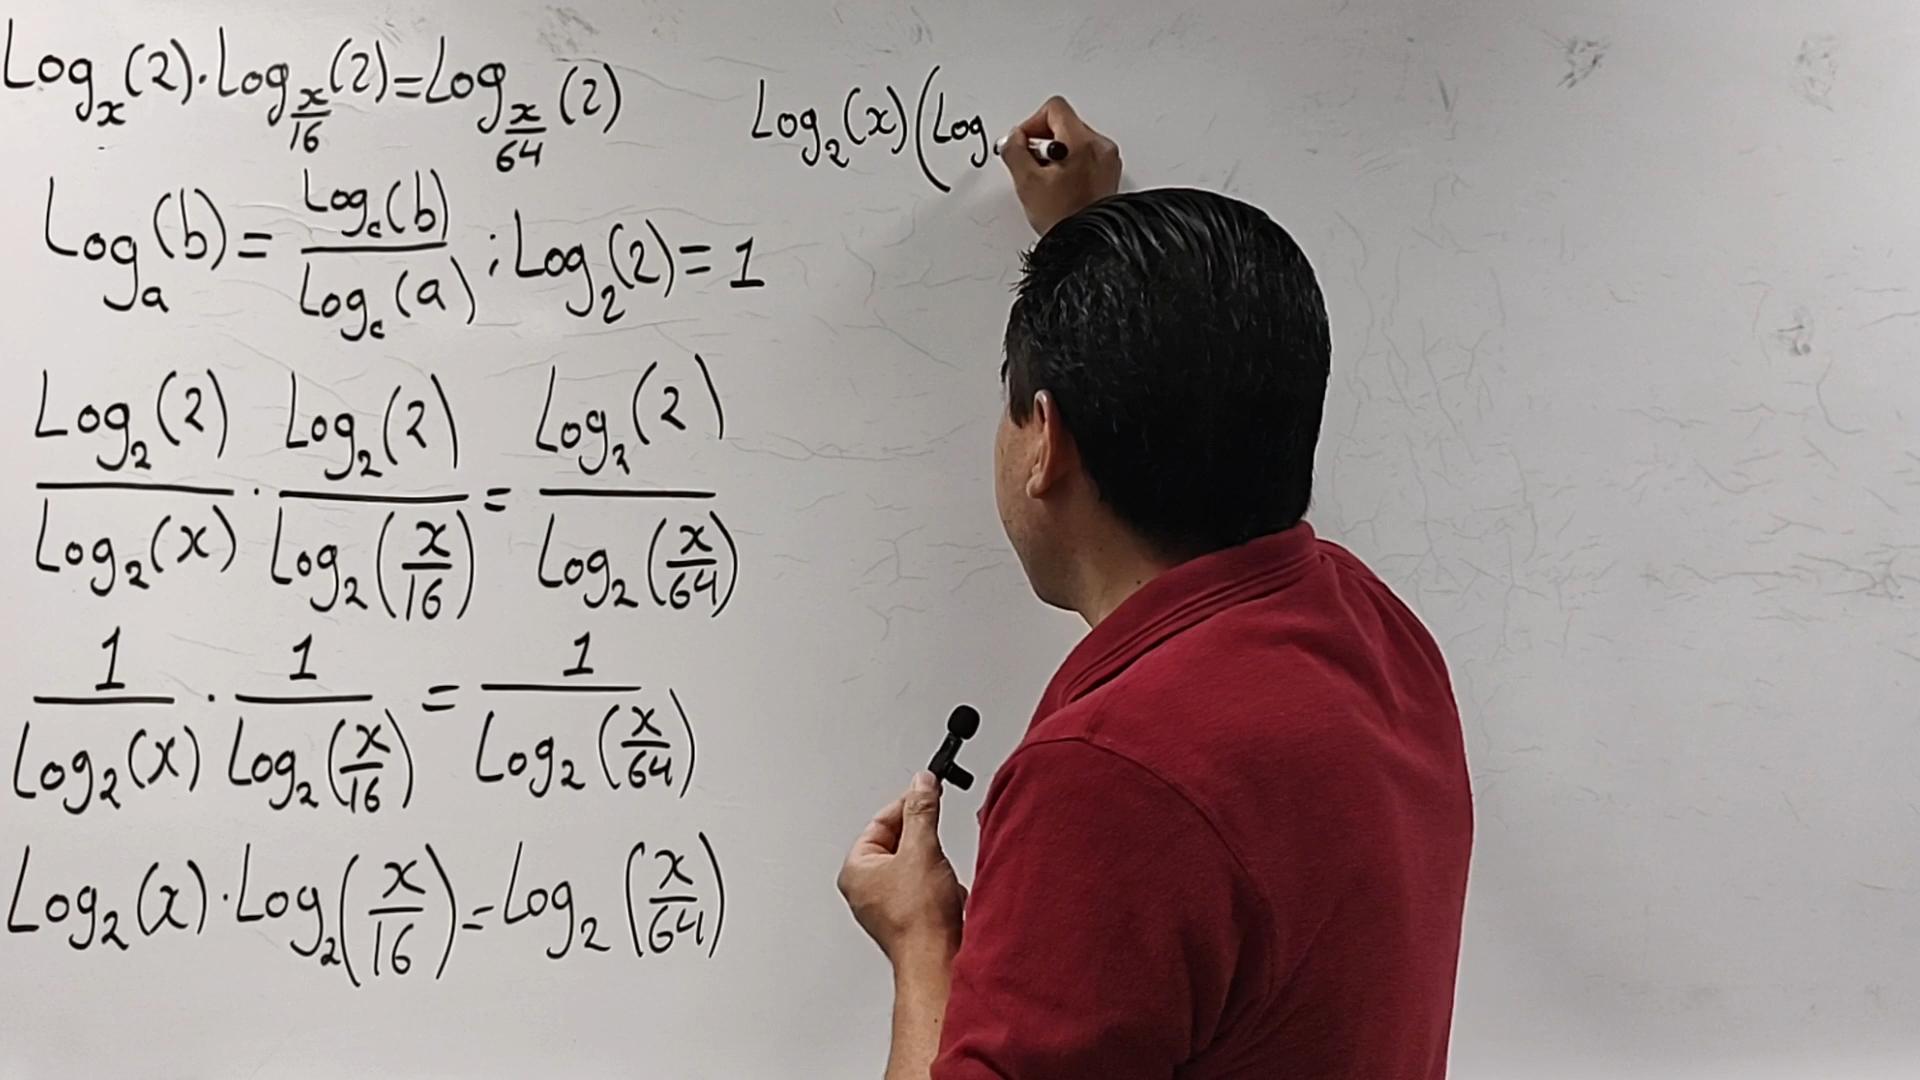 Log_x(2)·Log_{x/16}(2)=Log_{x/64}(2)
Log_a(b)=Log_c(b)/Log_c(a) ; Log_2(2)=1
Log_2(2)/Log_2(x) · Log_2(2)/Log_2(x/16) = Log_2(2)/Log_2(x/64)
1/Log_2(x) · 1/Log_2(x/16) = 1/Log_2(x/64)
Log_2(x)·Log_2(x/16)=Log_2(x/64)
Log_2(x)(Log